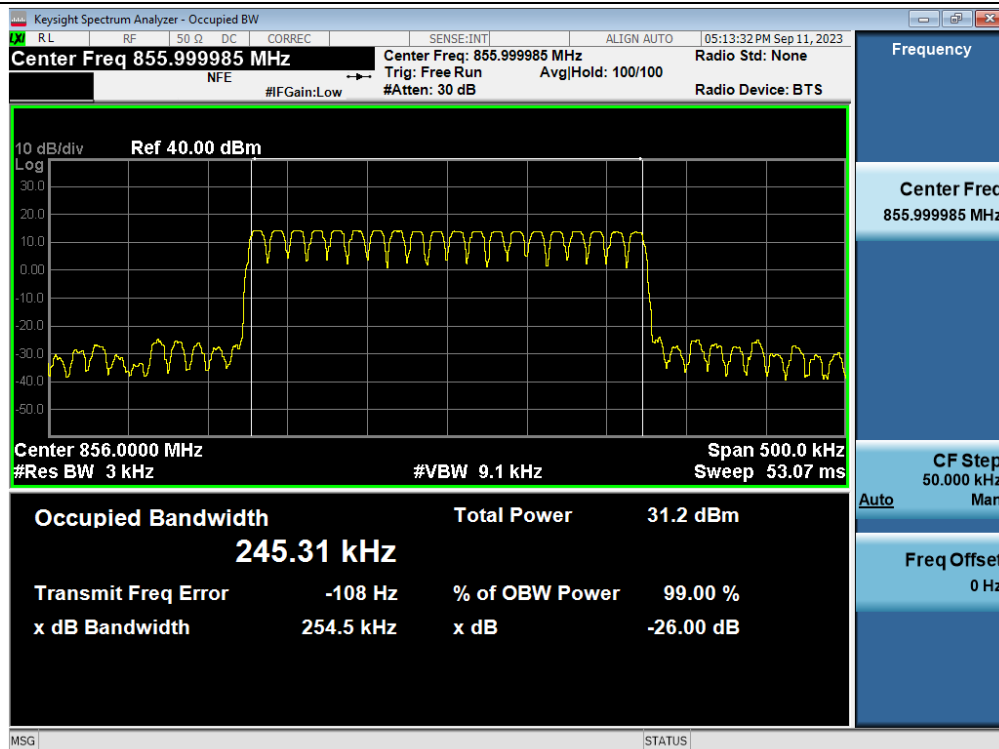 Keysight Spectrum Analyzer - Occupied BW
LXI RL RF 50 Ω DC CORREC SENSE:INT ALIGN AUTO 05:13:32 PM Sep 11, 2023
Center Freq 855.999985 MHz
NFE
#IFGain:Low
Center Freq: 855.999985 MHz
Trig: Free Run Avg|Hold: 100/100
#Atten: 30 dB
Radio Std: None
Radio Device: BTS
10 dB/div Ref 40.00 dBm
Log
30.0
20.0
10.0
0.00
-10.0
-20.0
-30.0
-40.0
-50.0
Center 856.0000 MHz Span 500.0 kHz
#Res BW 3 kHz #VBW 9.1 kHz Sweep 53.07 ms
Occupied Bandwidth Total Power 31.2 dBm
245.31 kHz
Transmit Freq Error -108 Hz % of OBW Power 99.00 %
x dB Bandwidth 254.5 kHz x dB -26.00 dB
MSG STATUS
Frequency
Center Freq
855.999985 MHz
CF Step
50.000 kHz
Auto Man
Freq Offset
0 Hz